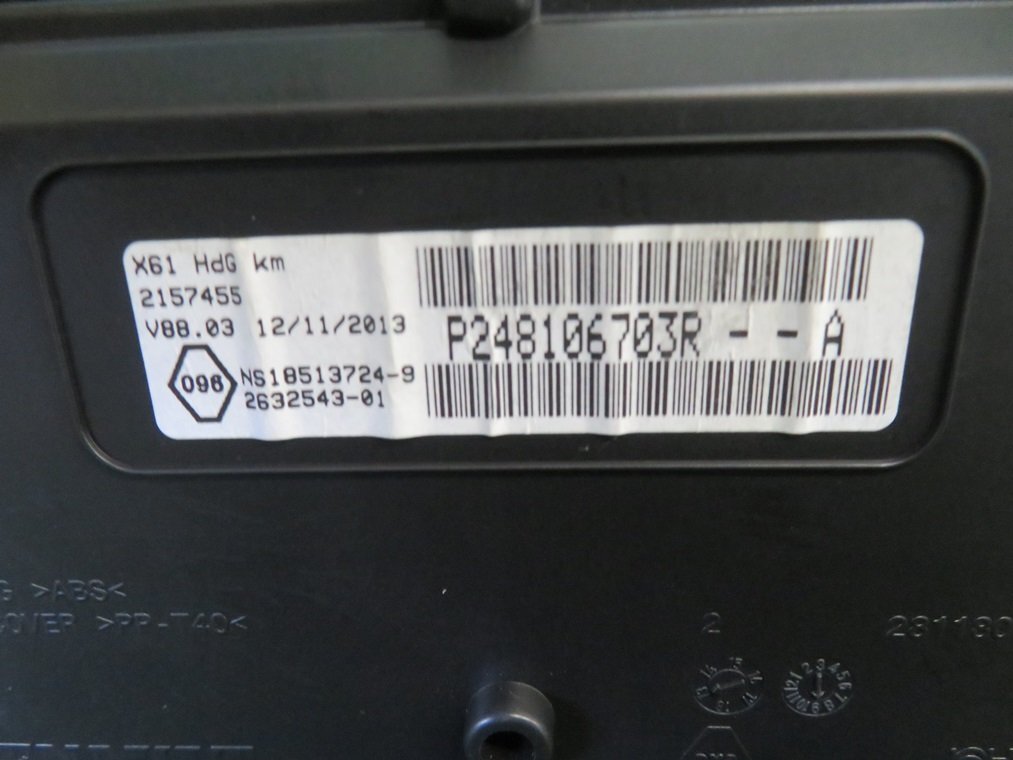 X61 HdG km
2157455
V88.03 12/11/2013
096
NS18513724-9
2632543-01
P248106703R - - A
G >ABS<
COVER >PP-T40<
2